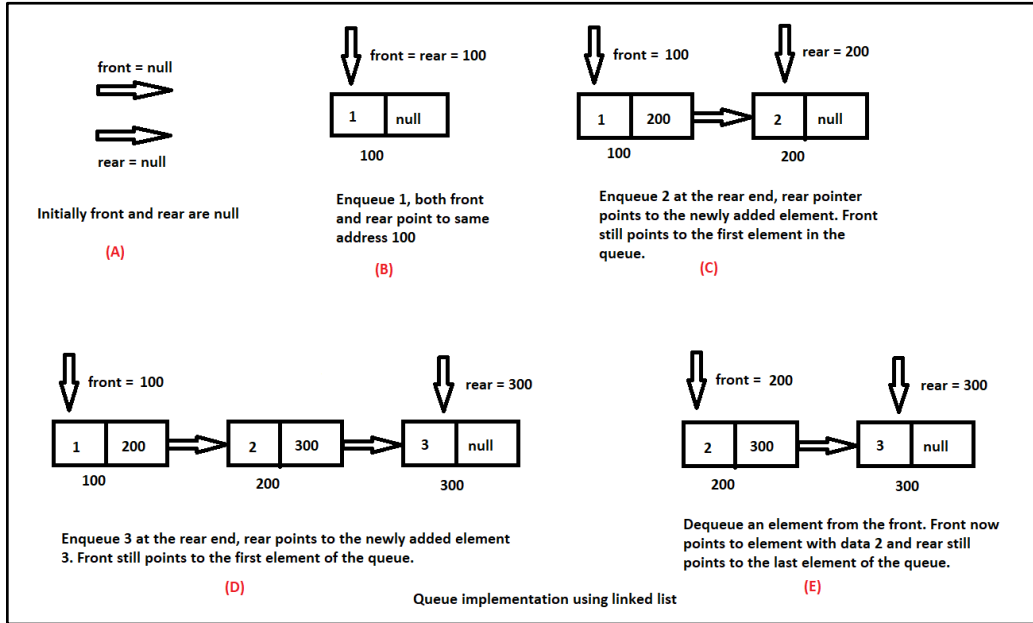 front = null
rear = null
Initially front and rear are null
(A)
front = rear = 100
1 null
100
Enqueue 1, both front
and rear point to same
address 100
(B)
front = 100
rear = 200
1 200 2 null
100 200
Enqueue 2 at the rear end, rear pointer
points to the newly added element. Front
still points to the first element in the
queue.
(C)
front = 100
rear = 300
1 200 2 300 3 null
100 200 300
Enqueue 3 at the rear end, rear points to the newly added element
3. Front still points to the first element of the queue.
(D)
front = 200
rear = 300
2 300 3 null
200 300
Dequeue an element from the front. Front now
points to element with data 2 and rear still
points to the last element of the queue.
(E)
Queue implementation using linked list